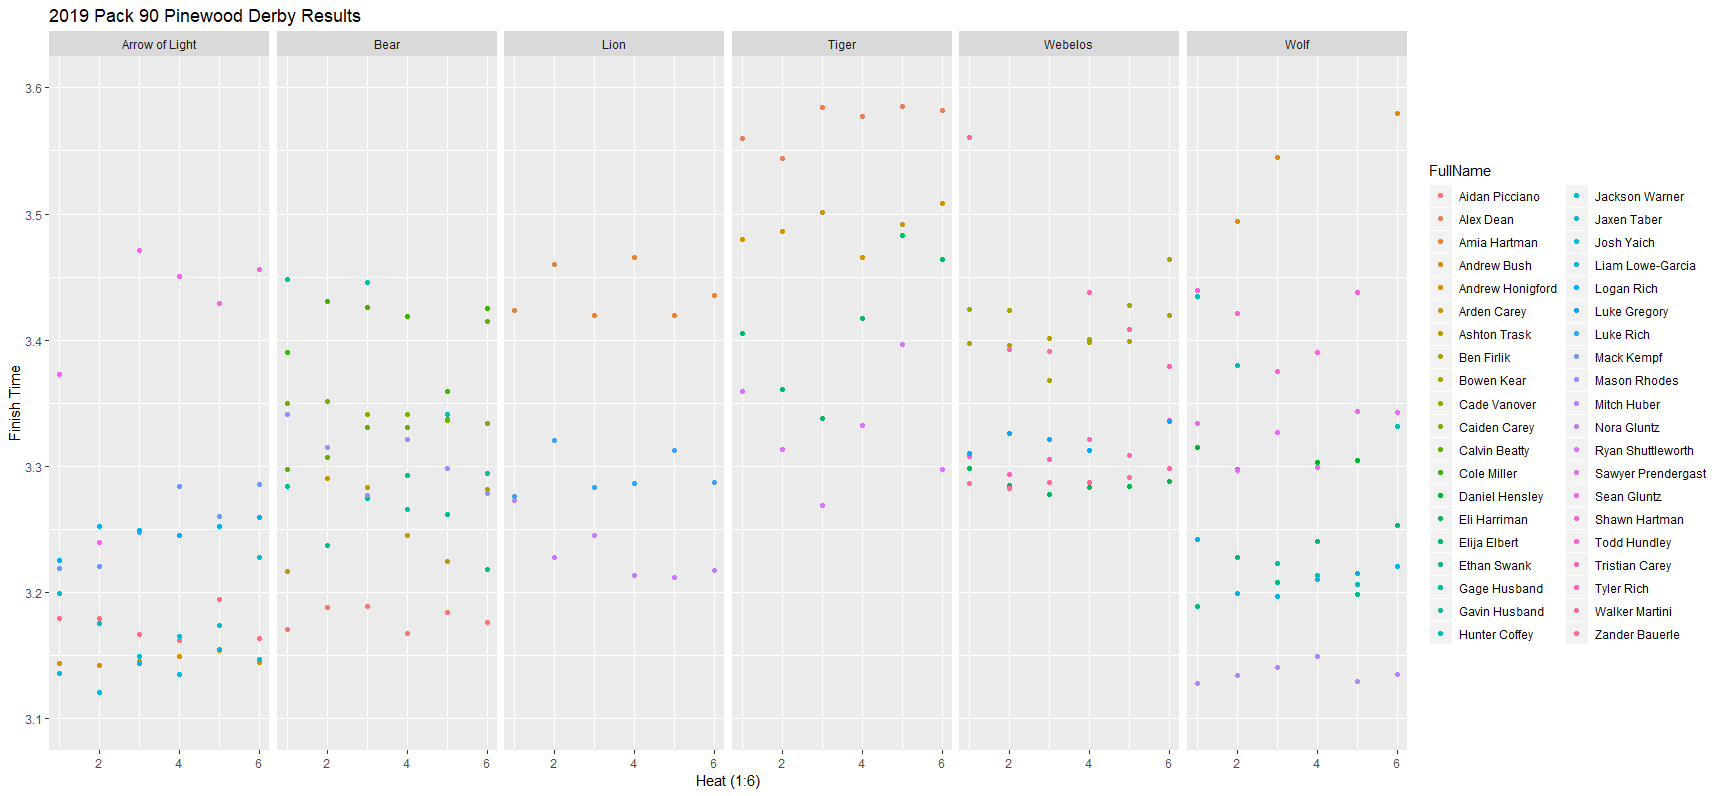 2019 Pack 90 Pinewood Derby Results
Arrow of Light
Bear
Lion
Tiger
Webelos
Wolf
3.6
3.5
3.4
3.3
3.2
3.1
Finish Time
2 4 6
2 4 6
2 4 6
2 4 6
2 4 6
2 4 6
Heat (1:6)
FullName
Aidan Picciano
Alex Dean
Amia Hartman
Andrew Bush
Andrew Honigford
Arden Carey
Ashton Trask
Ben Firlik
Bowen Kear
Cade Vanover
Caiden Carey
Calvin Beatty
Cole Miller
Daniel Hensley
Eli Harriman
Elija Elbert
Ethan Swank
Gage Husband
Gavin Husband
Hunter Coffey
Jackson Warner
Jaxen Taber
Josh Yaich
Liam Lowe-Garcia
Logan Rich
Luke Gregory
Luke Rich
Mack Kempf
Mason Rhodes
Mitch Huber
Nora Gluntz
Ryan Shuttleworth
Sawyer Prendergast
Sean Gluntz
Shawn Hartman
Todd Hundley
Tristian Carey
Tyler Rich
Walker Martini
Zander Bauerle